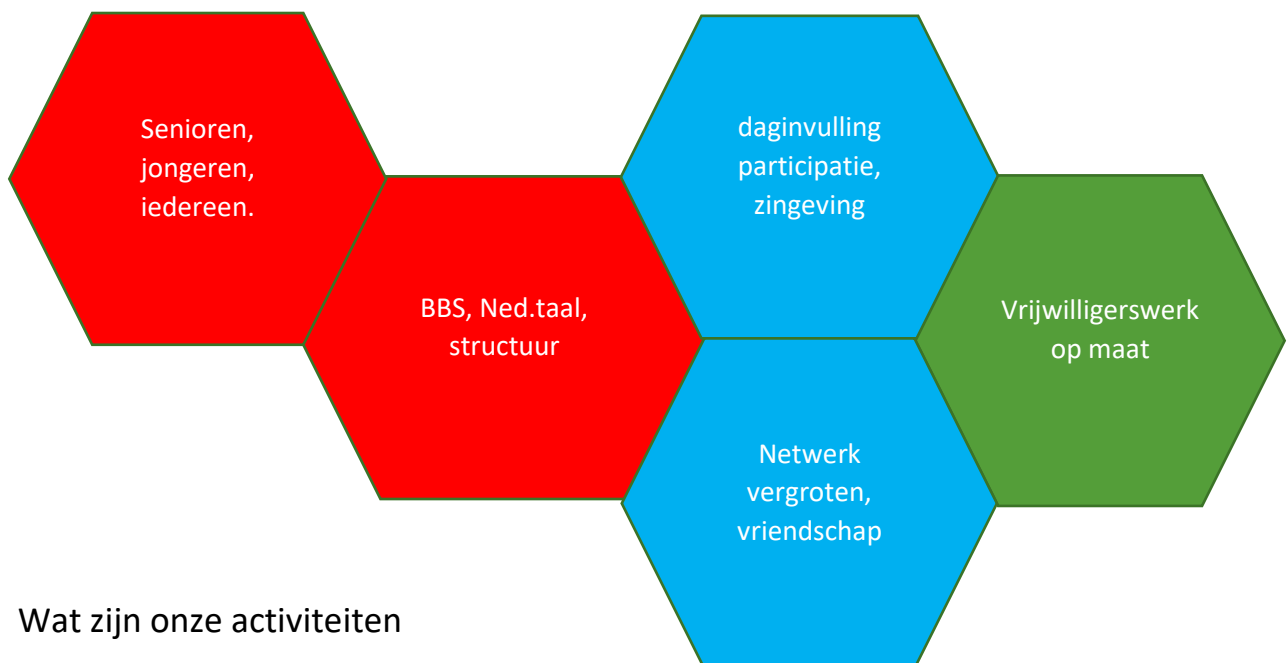 Senioren,
jongeren,
iedereen.
BBS, Ned.taal,
structuur
daginvulling
participatie,
zingeving
Netwerk
vergroten,
vriendschap
Vrijwilligerswerk
op maat
Wat zijn onze activiteiten